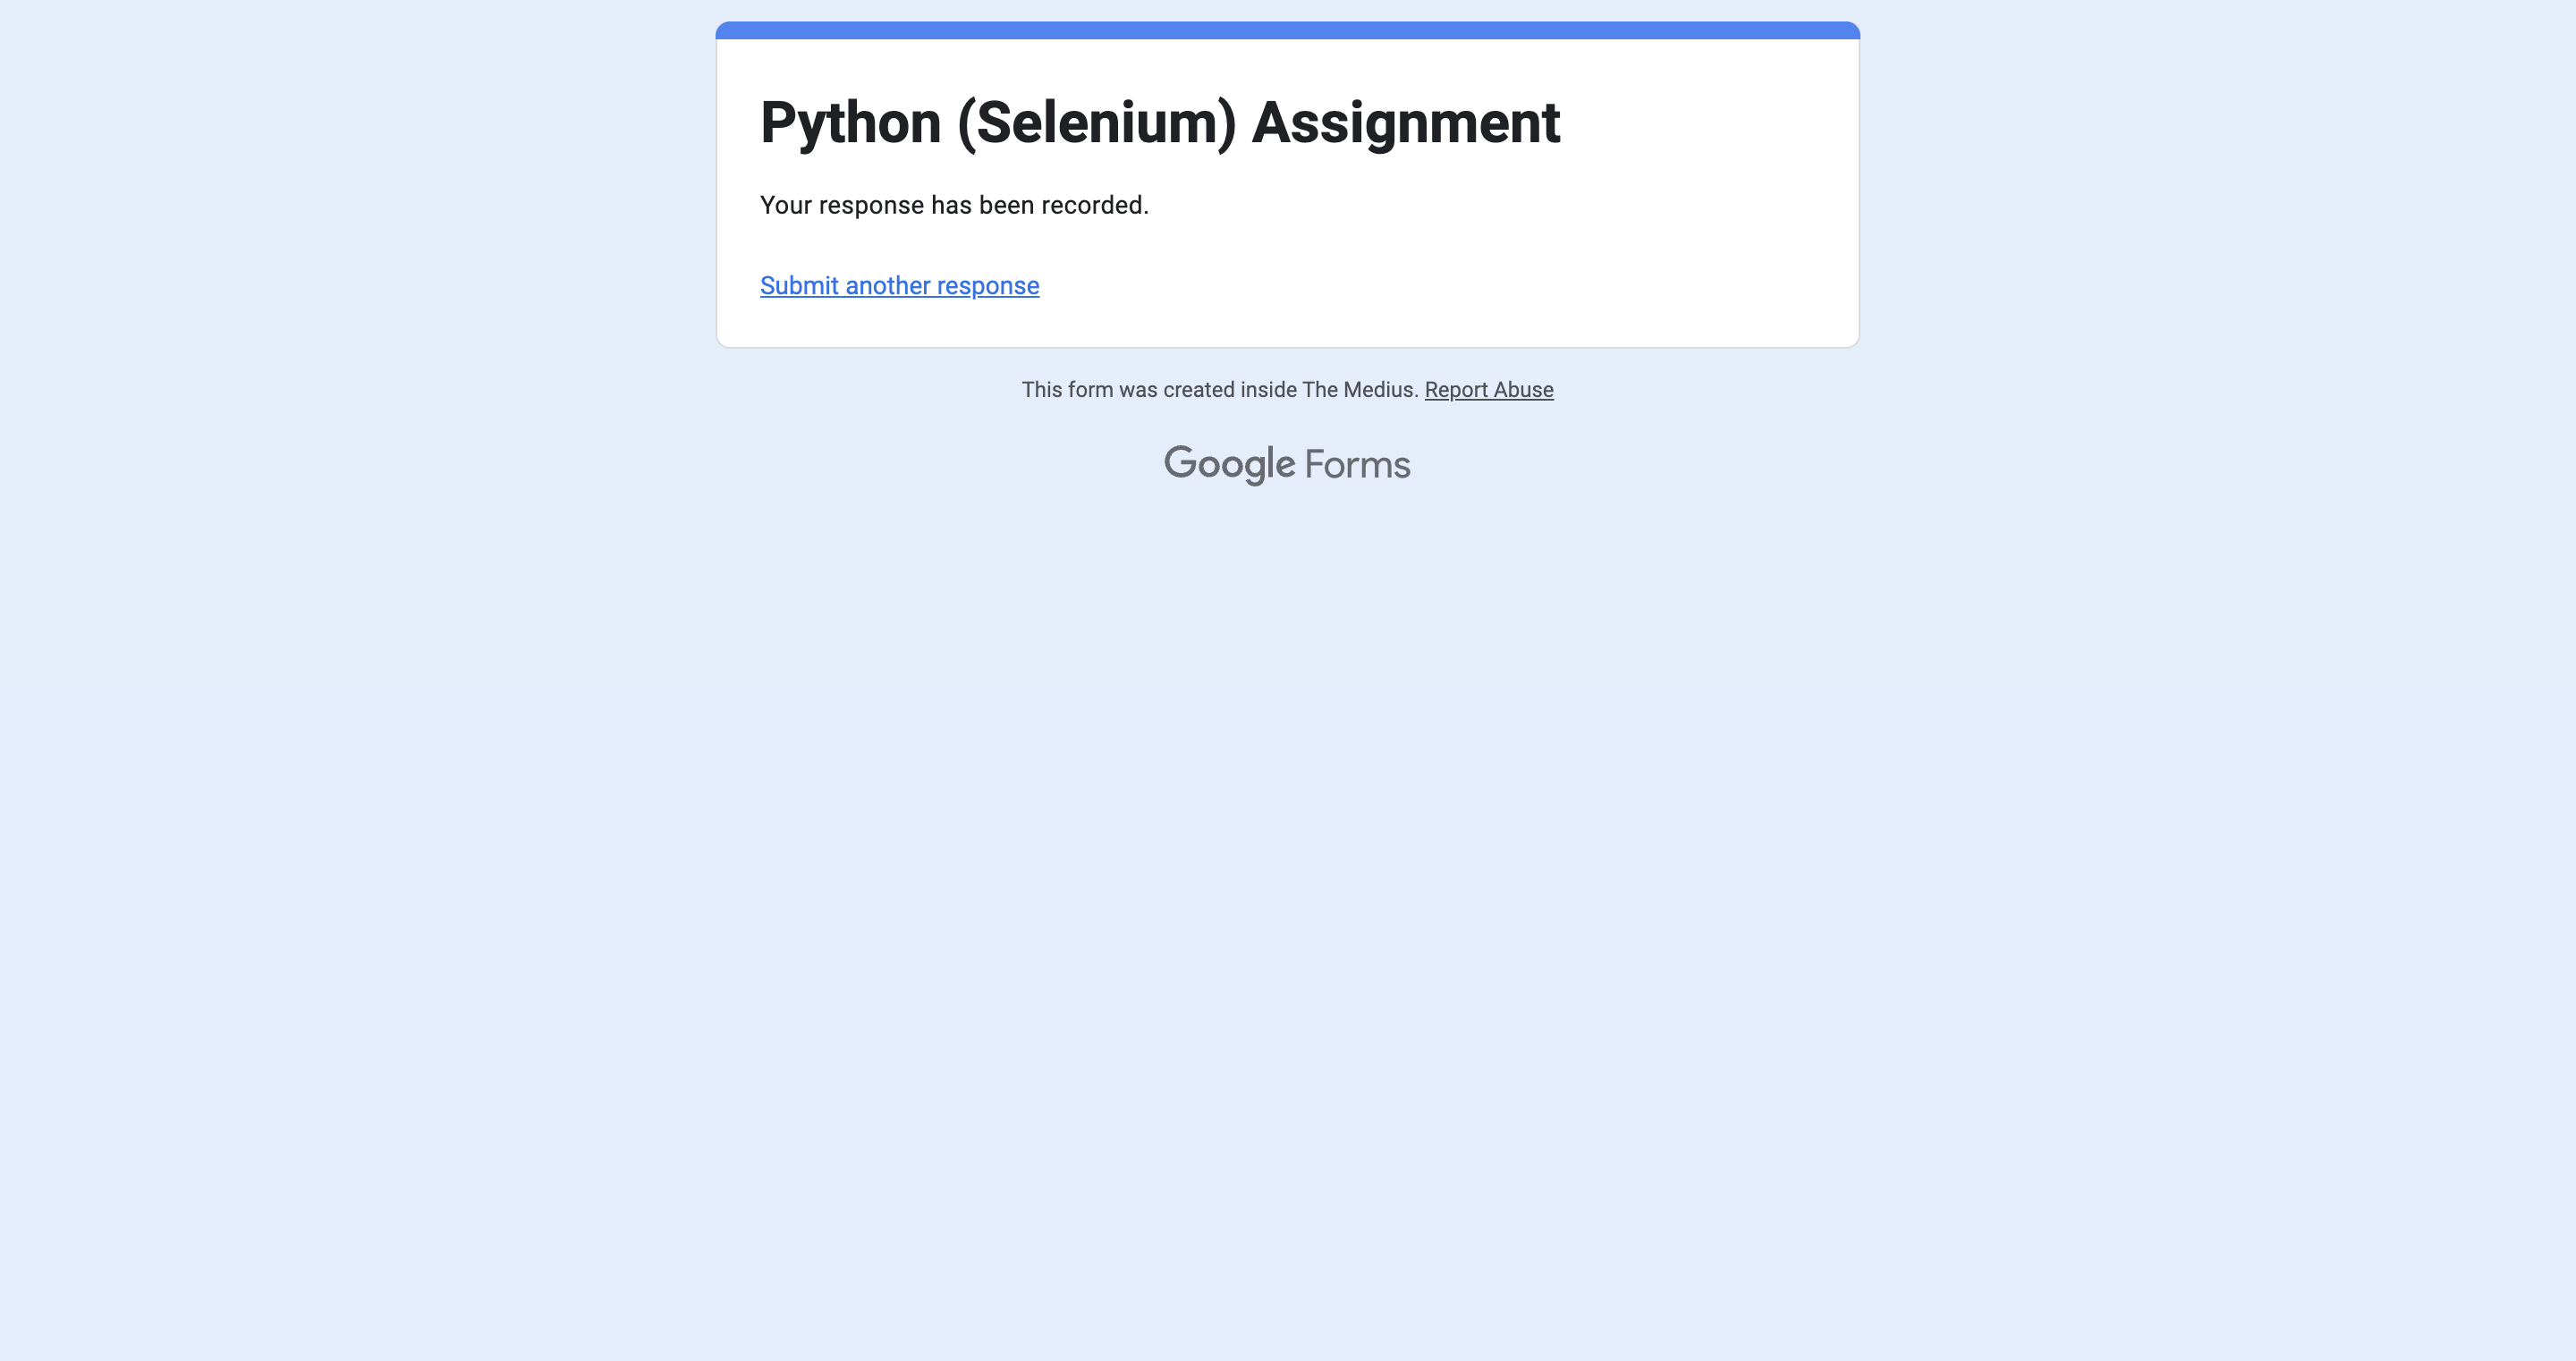 Python (Selenium) Assignment
Your response has been recorded.
Submit another response
This form was created inside The Medius. Report Abuse
Google Forms